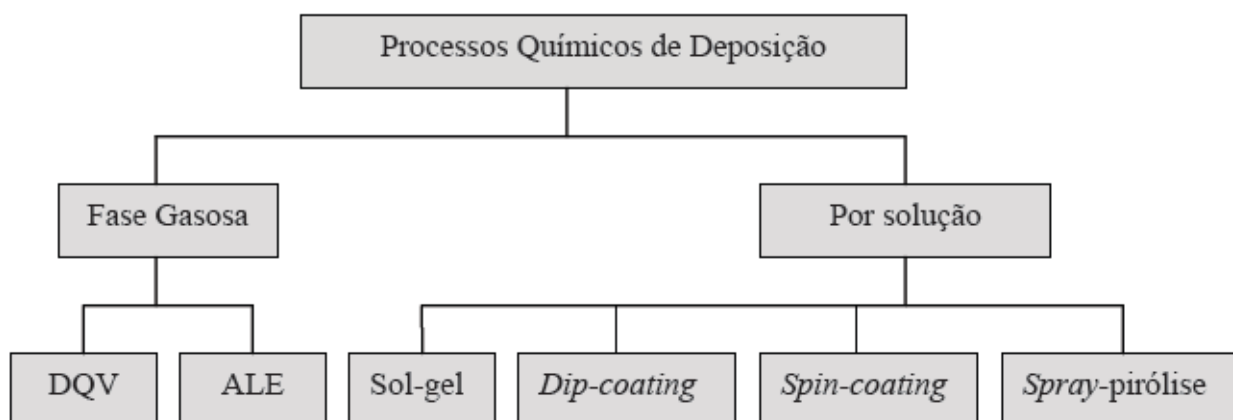 Processos Químicos de Deposição
Fase Gasosa
Por solução
DQV
ALE
Sol-gel
Dip-coating
Spin-coating
Spray-pirólise